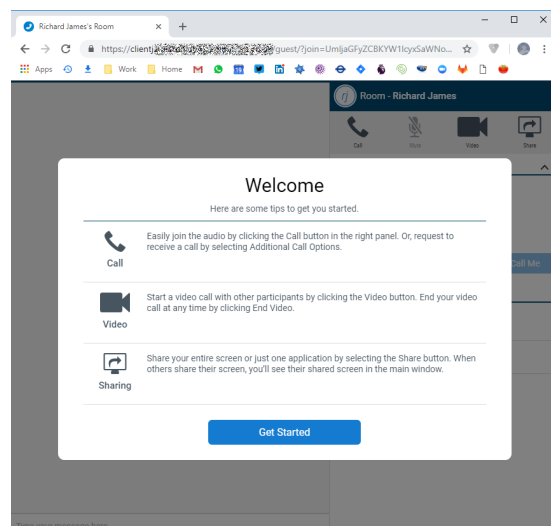 Richard James's Room
https://clientj
guest/?join=UmljaGFyZCBKYW1lcyxSaWNo...
Apps
Work
Home
Room - Richard James
Call
Mute
Video
Share
Welcome
Here are some tips to get you started.
Call
Easily join the audio by clicking the Call button in the right panel. Or, request to
receive a call by selecting Additional Call Options.
Call Me
Video
Start a video call with other participants by clicking the Video button. End your video
call at any time by clicking End Video.
Sharing
Share your entire screen or just one application by selecting the Share button. When
others share their screen, you'll see their shared screen in the main window.
Get Started
Type your message here